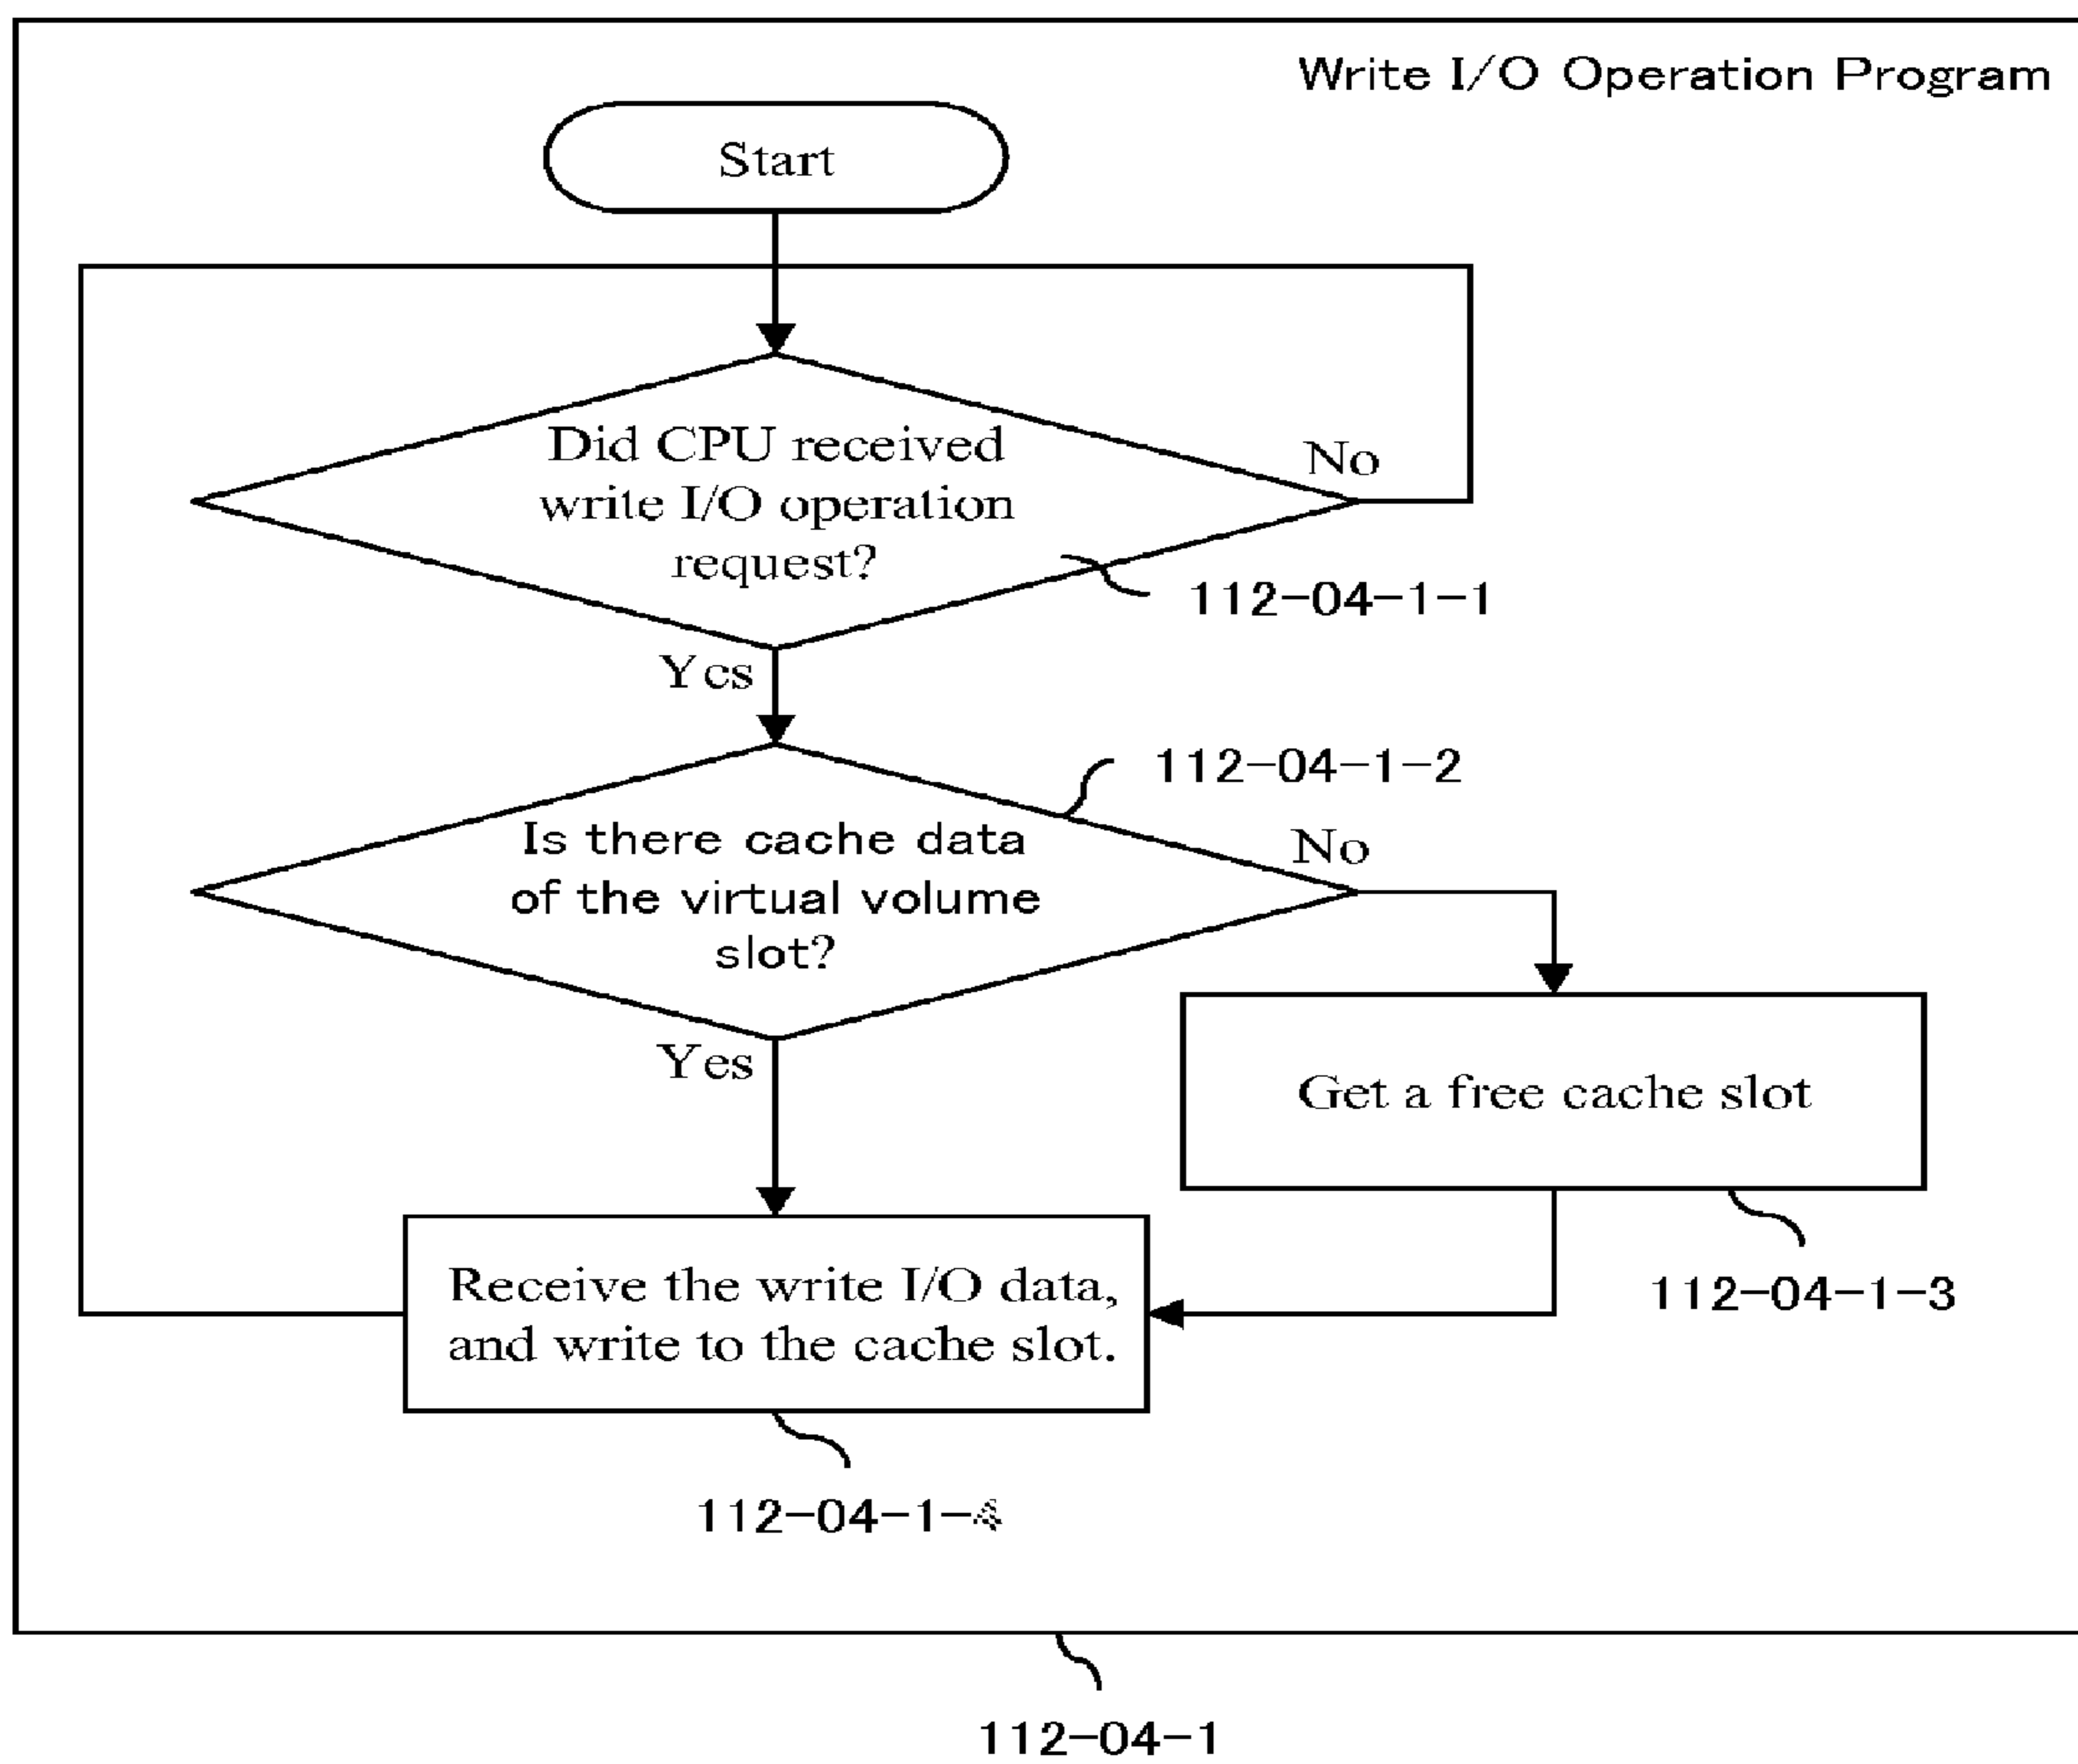 Write I/O Operation Program
Start
Did CPU received
write I/O operation
request?
No
112-04-1-1
Yes
112-04-1-2
Is there cache data
of the virtual volume
slot?
No
Yes
Get a free cache slot
112-04-1-3
Receive the write I/O data,
and write to the cache slot.
112-04-1-4
112-04-1